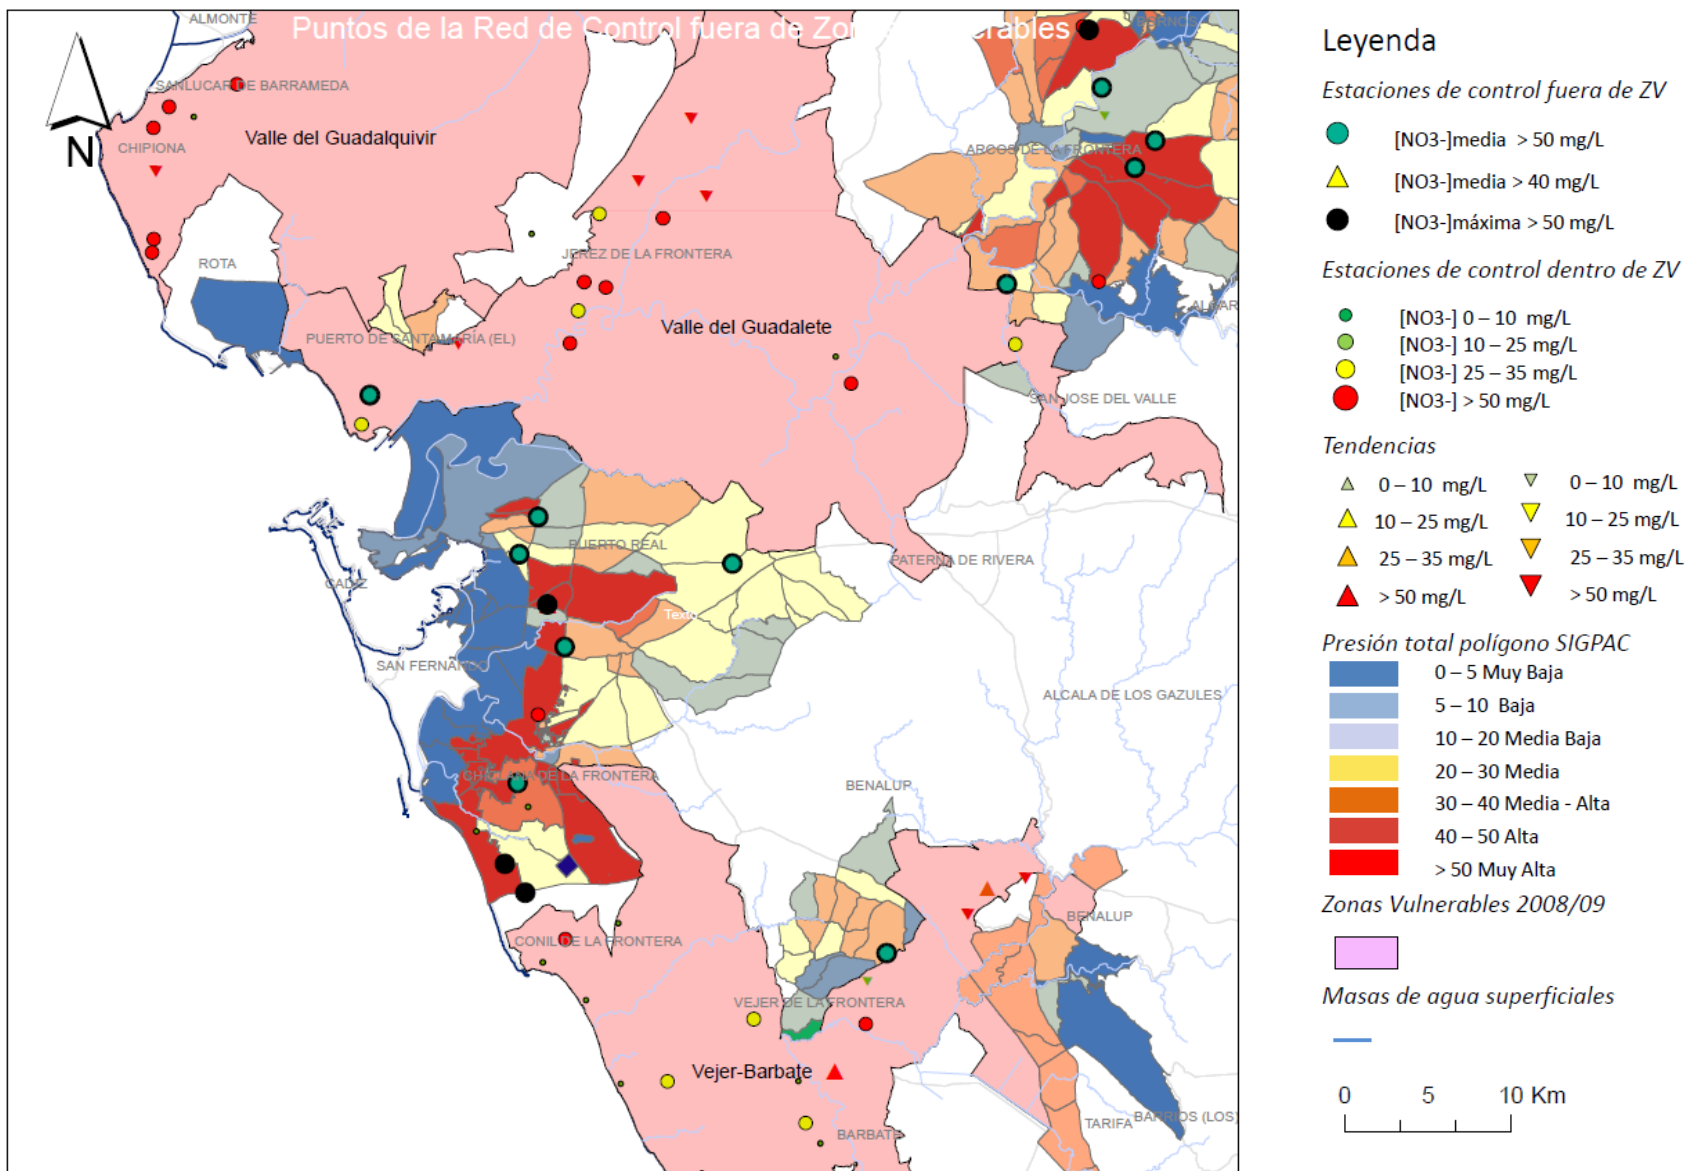 Puntos de la Red de Control fuera de Zo erables
ALMONTE
BORNOS
SANLUCAR DE BARRAMEDA
Valle del Guadalquivir
N
CHIPIONA
ARCOS DE LA FRONTERA
ROTA
JEREZ DE LA FRONTERA
ALGAR
Valle del Guadalete
PUERTO DE SANTA MARÍA (EL)
SAN JOSE DEL VALLE
PUERTO REAL
PATERNA DE RIVERA
CADIZ
Texto
SAN FERNANDO
ALCALA DE LOS GAZULES
CHICLANA DE LA FRONTERA
BENALUP
BENALUP
CONIL DE LA FRONTERA
VEJER DE LA FRONTERA
Vejer-Barbate
BARBATE
TARIFA
BARRIOS (LOS)
Leyenda
Estaciones de control fuera de ZV
[NO3-]media > 50 mg/L
[NO3-]media > 40 mg/L
[NO3-]máxima > 50 mg/L
Estaciones de control dentro de ZV
[NO3-] 0 – 10 mg/L
[NO3-] 10 – 25 mg/L
[NO3-] 25 – 35 mg/L
[NO3-] > 50 mg/L
Tendencias
0 – 10 mg/L 0 – 10 mg/L
10 – 25 mg/L 10 – 25 mg/L
25 – 35 mg/L 25 – 35 mg/L
> 50 mg/L > 50 mg/L
Presión total polígono SIGPAC
0 – 5 Muy Baja
5 – 10 Baja
10 – 20 Media Baja
20 – 30 Media
30 – 40 Media - Alta
40 – 50 Alta
> 50 Muy Alta
Zonas Vulnerables 2008/09
Masas de agua superficiales
0 5 10 Km